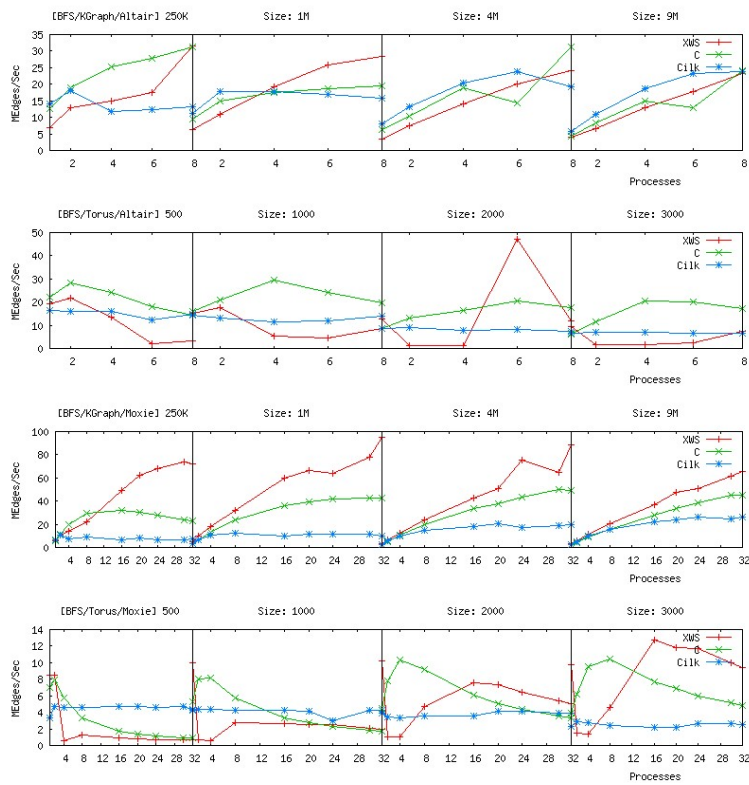 [BFS/KGraph/Altair] 250K Size: 1M Size: 4M Size: 9M
35 XWS
30 C
25 Cilk
20
15
10
5
0
MEdges/Sec
2 4 6 8 2 4 6 8 2 4 6 8 2 4 6 8
Processes
[BFS/Torus/Altair] 500 Size: 1000 Size: 2000 Size: 3000
50 XWS
40 C
30 Cilk
20
10
0
MEdges/Sec
2 4 6 8 2 4 6 8 2 4 6 8 2 4 6 8
Processes
[BFS/KGraph/Moxie] 250K Size: 1M Size: 4M Size: 9M
100 XWS
80 C
60 Cilk
40
20
0
MEdges/Sec
4 8 12 16 20 24 28 32 4 8 12 16 20 24 28 32 4 8 12 16 20 24 28 32 4 8 12 16 20 24 28 32
Processes
[BFS/Torus/Moxie] 500 Size: 1000 Size: 2000 Size: 3000
14 XWS
12 C
10 Cilk
8
6
4
2
0
MEdges/Sec
4 8 12 16 20 24 28 32 4 8 12 16 20 24 28 32 4 8 12 16 20 24 28 32 4 8 12 16 20 24 28 32
Processes